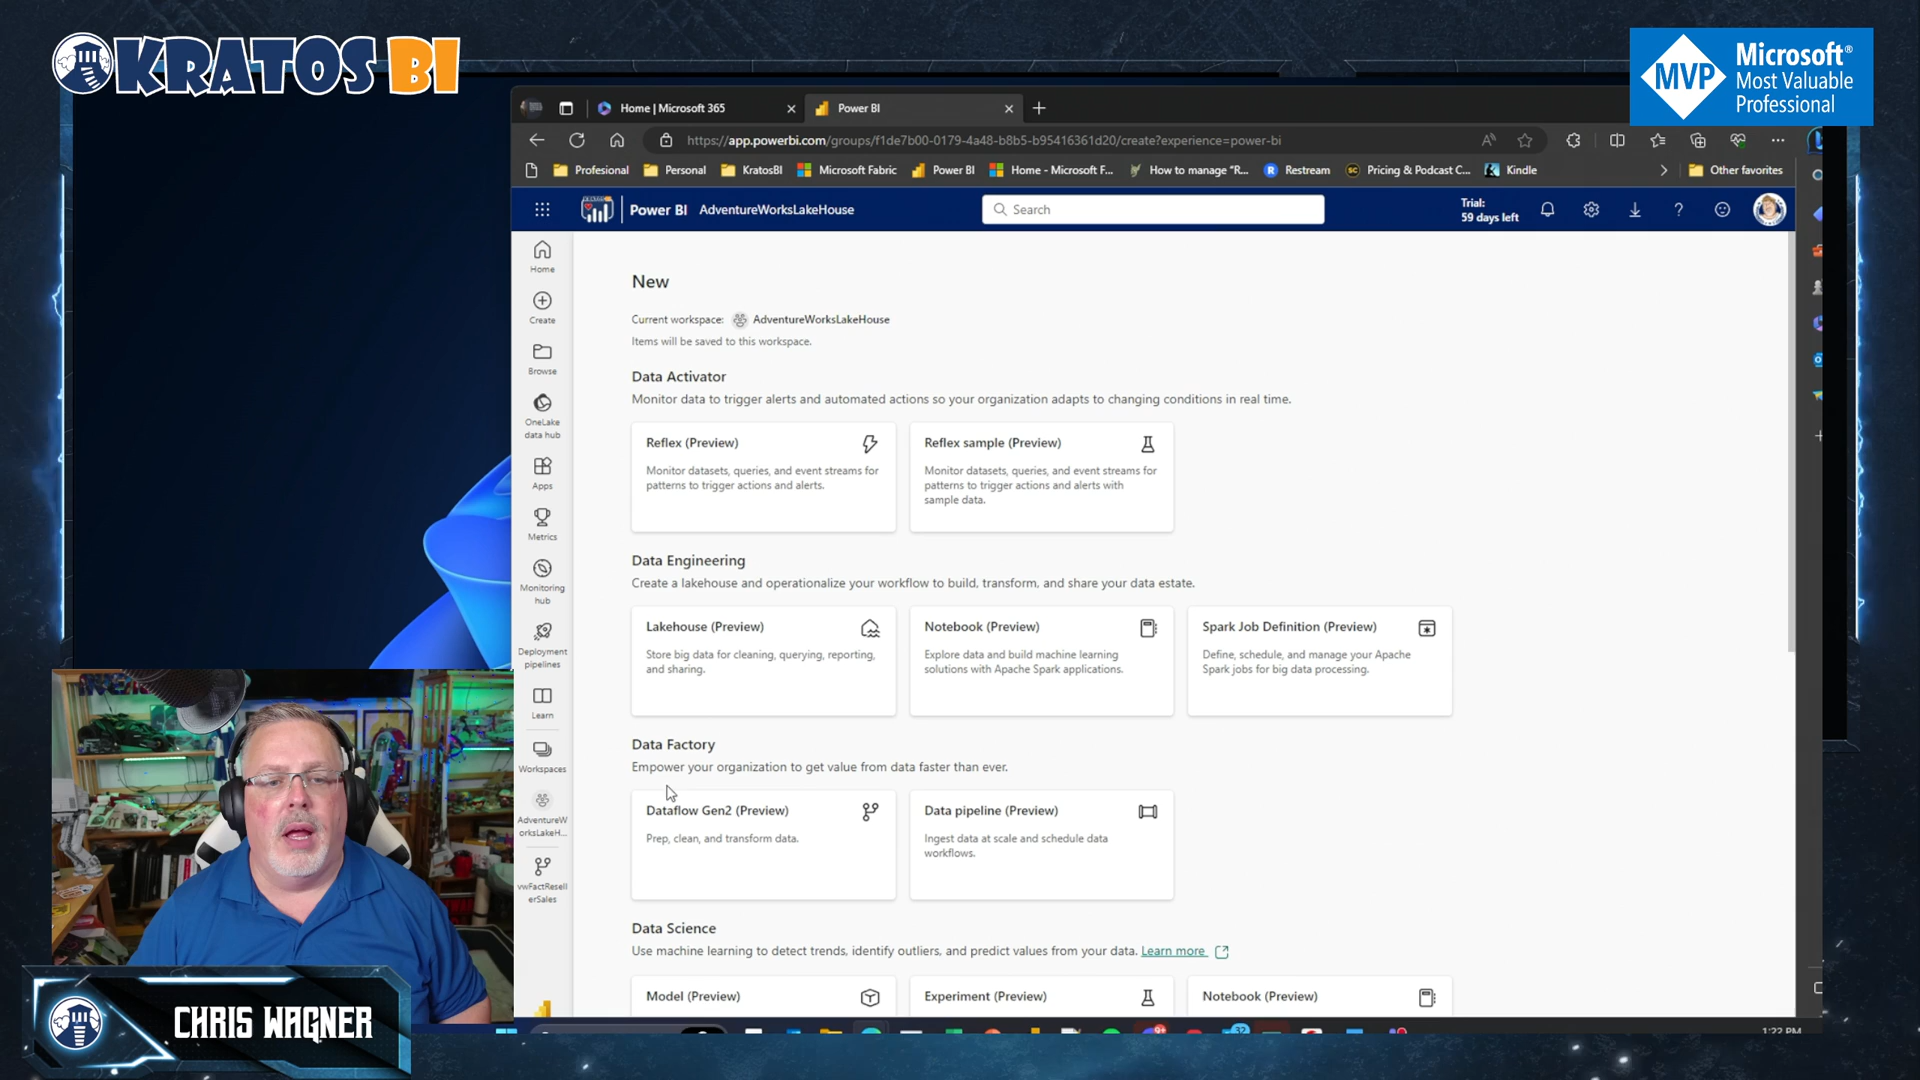 KRATOS BI
MVP
Microsoft®
Most Valuable
Professional
Home | Microsoft 365
Power BI
https://app.powerbi.com/groups/f1de7b00-0179-4a48-b8b5-b95416361d20/create?experience=power-bi
Profesional
Personal
KratosBI
Microsoft Fabric
Power BI
Home - Microsoft F...
How to manage "R...
Restream
Pricing & Podcast C...
Kindle
Other favorites
Power BI
AdventureWorksLakeHouse
Search
Trial:
59 days left
Home
Create
Browse
OneLake
data hub
Apps
Metrics
Monitoring
hub
Deployment
pipelines
Learn
Workspaces
AdventureW
orksLakeH...
vwFactResell
erSales
New
Current workspace: AdventureWorksLakeHouse
Items will be saved to this workspace.
Data Activator
Monitor data to trigger alerts and automated actions so your organization adapts to changing conditions in real time.
Reflex (Preview)
Monitor datasets, queries, and event streams for
patterns to trigger actions and alerts.
Reflex sample (Preview)
Monitor datasets, queries, and event streams for
patterns to trigger actions and alerts with
sample data.
Data Engineering
Create a lakehouse and operationalize your workflow to build, transform, and share your data estate.
Lakehouse (Preview)
Store big data for cleaning, querying, reporting,
and sharing.
Notebook (Preview)
Explore data and build machine learning
solutions with Apache Spark applications.
Spark Job Definition (Preview)
Define, schedule, and manage your Apache
Spark jobs for big data processing.
Data Factory
Empower your organization to get value from data faster than ever.
Dataflow Gen2 (Preview)
Prep, clean, and transform data.
Data pipeline (Preview)
Ingest data at scale and schedule data
workflows.
Data Science
Use machine learning to detect trends, identify outliers, and predict values from your data. Learn more
Model (Preview)
Experiment (Preview)
Notebook (Preview)
CHRIS WAGNER
32
1:22 PM